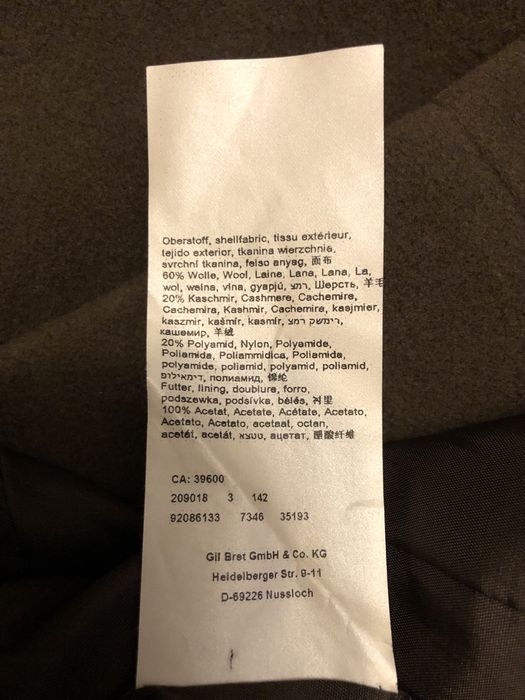 Oberstoff, shellfabric, tissu extérieur,
tejido exterior, tkanina wierzchnia,
svrchní tkanina, felso anyag, 面布
60% Wolle, Wool, Laine, Lana, Lana, La,
wol, welna, vlna, gyapjú, צמר, Шерсть, 羊毛
20% Kaschmir, Cashmere, Cachemire,
Cachemira, Kashmir, Cachemire, kasjmier,
kaszmir, kašmír, kasmír, צמר קשמיר,
кашемир, 羊绒
20% Polyamid, Nylon, Polyamide,
Poliamide, Poliammidica, Poliamida,
polyamide, poliamid, polyamid, poliamid,
פוליאמיד, полиамид, 锦纶
Futter, lining, doublure, forro,
podszewka, podsívka, bélés, 衬里
100% Acetat, Acetate, Acétate, Acetato,
Acetato, Acetato, acetaat, octan,
acetát, acetát, אצטט, ацетат, 醋酸纤维
CA: 39600
209018 3 142
92086133 7346 35193
Gil Bret GmbH & Co. KG
Heidelberger Str. 9-11
D-69226 Nussloch